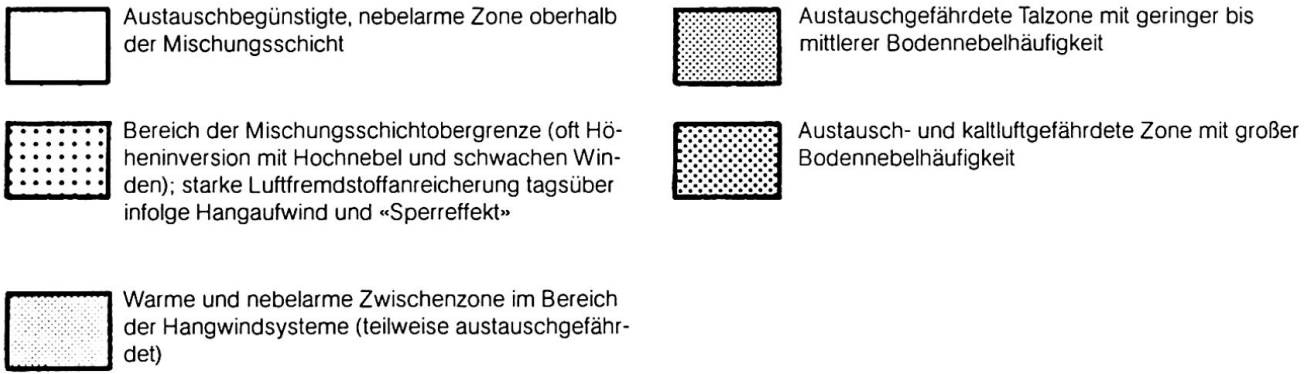 Austauschbegünstigte, nebelarme Zone oberhalb
der Mischungsschicht
Bereich der Mischungsschichtobergrenze (oft Hö-
heninversion mit Hochnebel und schwachen Win-
den); starke Luftfremdstoffanreicherung tagsüber
infolge Hangaufwind und «Sperreffekt»
Warme und nebelarme Zwischenzone im Bereich
der Hangwindsysteme (teilweise austauschgefähr-
det)
Austauschgefährdete Talzone mit geringer bis
mittlerer Bodennebelhäufigkeit
Austausch- und kaltluftgefährdete Zone mit großer
Bodennebelhäufigkeit